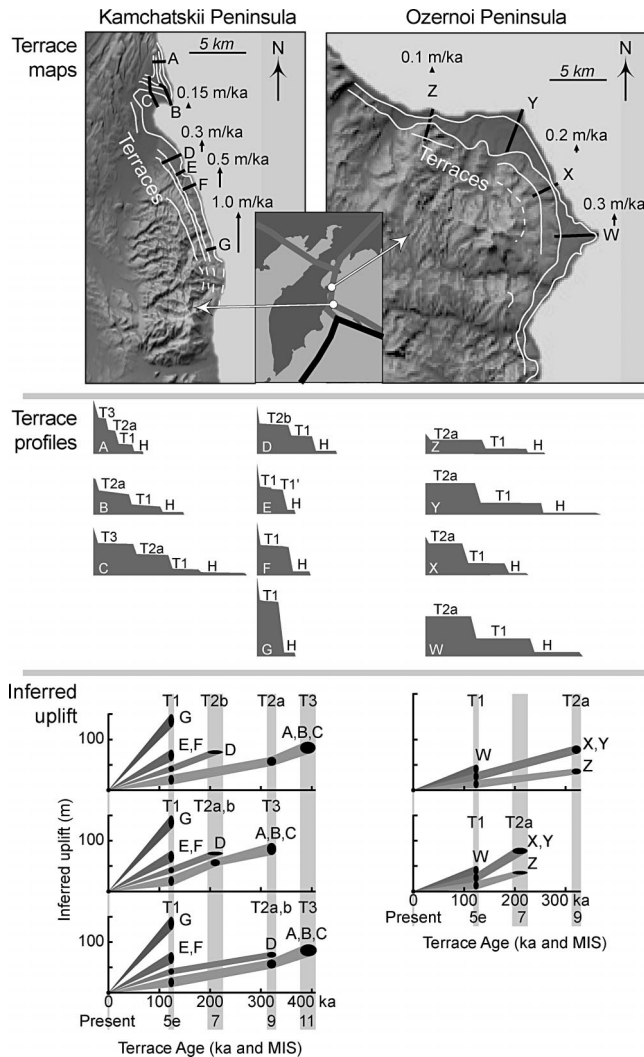 Kamchatskii Peninsula
Ozernoi Peninsula
Terrace maps
5 km
N
A
C
B
0.15 m/ka
0.3 m/ka
D
E
0.5 m/ka
F
1.0 m/ka
G
Terraces
0.1 m/ka
5 km
N
Z
Y
0.2 m/ka
X
0.3 m/ka
W
Terraces
Terrace profiles
T3
T2a
T1
H
A
T2b
T1
H
D
T2a
T1
H
Z
T2a
T1
H
B
T1 T1'
H
E
T2a
T1
H
Y
T3
T2a
T1
H
C
T1
H
F
T2a
T1
H
X
T1
H
G
T2a
T1
H
W
Inferred uplift
T1 T2b T2a T3
G
E,F
D
A,B,C
100
T1 T2a
W
X,Y
Z
100
T1 T2a,b T3
G
E,F
D
A,B,C
100
T1 T2a
W
X,Y
Z
100
0 100 200 300 ka
Present 5e 7 9
Terrace Age (ka and MIS)
T1 T2a,b T3
G
E,F
D
A,B,C
100
Inferred uplift (m)
0 100 200 300 400 ka
Present 5e 7 9 11
Terrace Age (ka and MIS)